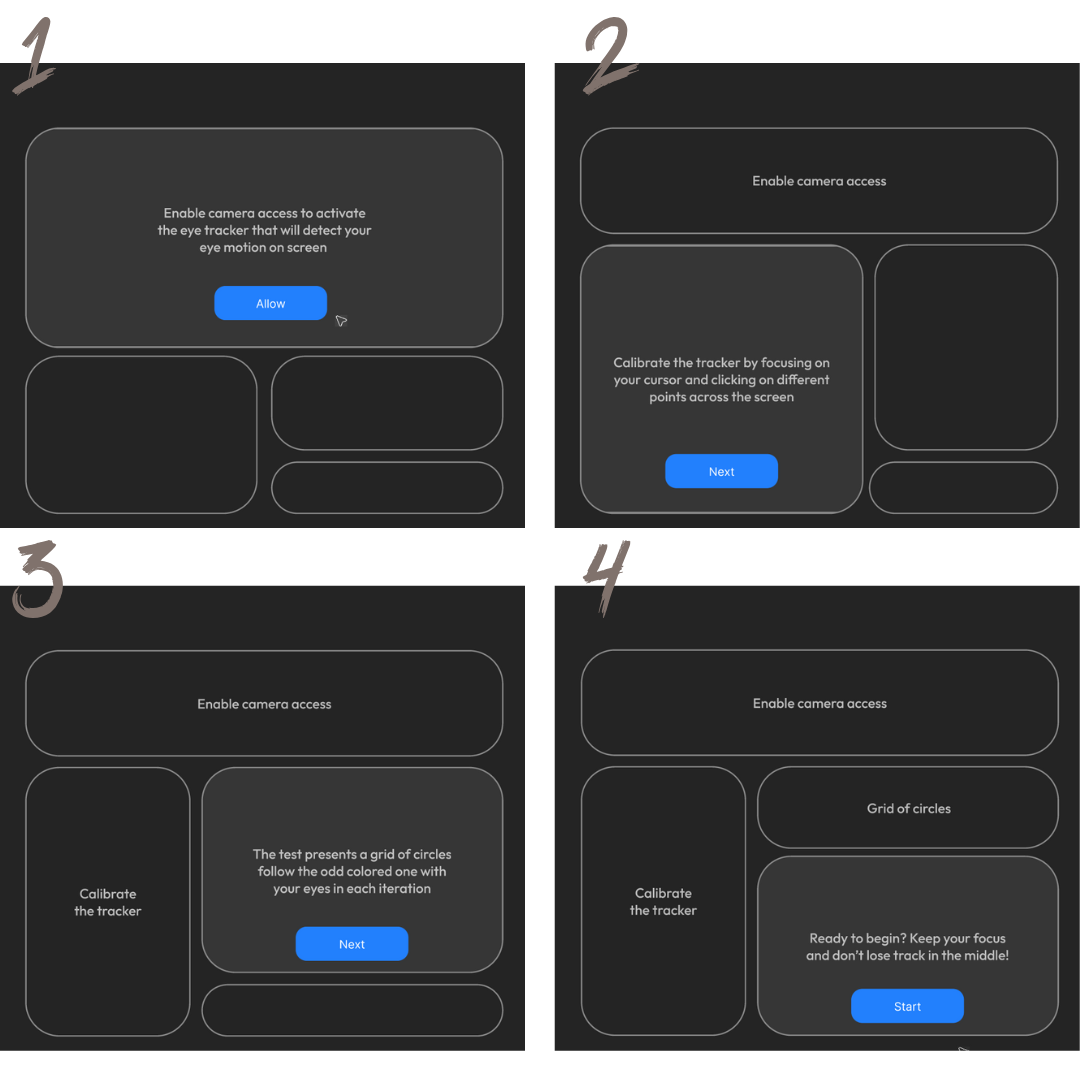 1
Enable camera access to activate
the eye tracker that will detect your
eye motion on screen
Allow
2
Enable camera access
Calibrate the tracker by focusing on
your cursor and clicking on different
points across the screen
Next
3
Enable camera access
Calibrate
the tracker
The test presents a grid of circles
follow the odd colored one with
your eyes in each iteration
Next
4
Enable camera access
Calibrate
the tracker
Grid of circles
Ready to begin? Keep your focus
and don't lose track in the middle!
Start